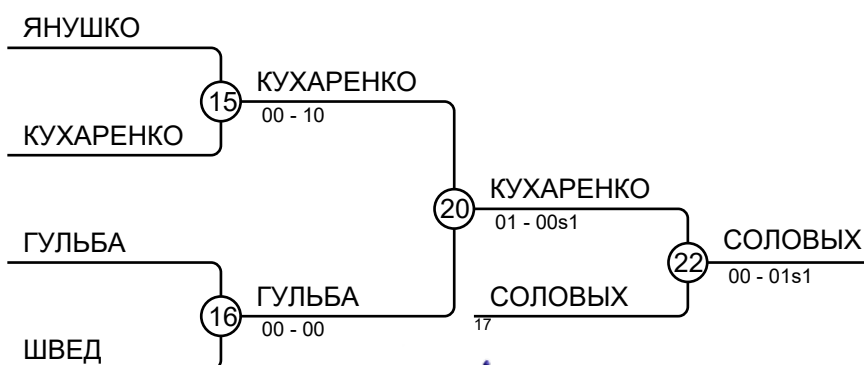 ЯНУШКО
15
КУХАРЕНКО
00 - 10
КУХАРЕНКО
20
КУХАРЕНКО
01 - 00s1
ГУЛЬБА
22
СОЛОВЫХ
00 - 01s1
16
ГУЛЬБА
00 - 00
СОЛОВЫХ
17
ШВЕД